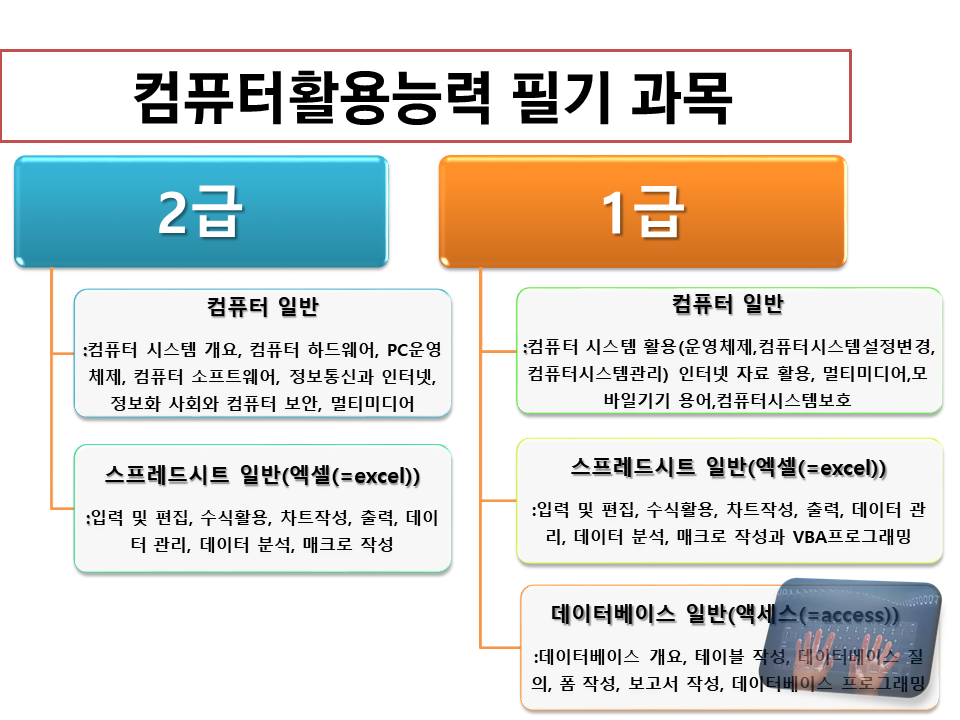 컴퓨터활용능력 필기 과목
2급
컴퓨터 일반
:컴퓨터 시스템 개요, 컴퓨터 하드웨어, PC운영
체제, 컴퓨터 소프트웨어, 정보통신과 인터넷,
정보화 사회와 컴퓨터 보안, 멀티미디어
스프레드시트 일반(엑셀(=excel))
:입력 및 편집, 수식활용, 차트작성, 출력, 데이
터 관리, 데이터 분석, 매크로 작성
1급
컴퓨터 일반
:컴퓨터 시스템 활용(운영체제,컴퓨터시스템설정변경,
컴퓨터시스템관리) 인터넷 자료 활용, 멀티미디어,모
바일기기 용어,컴퓨터시스템보호
스프레드시트 일반(엑셀(=excel))
:입력 및 편집, 수식활용, 차트작성, 출력, 데이터 관
리, 데이터 분석, 매크로 작성과 VBA프로그래밍
데이터베이스 일반(액세스(=access))
:데이터베이스 개요, 테이블 작성, 데이터베이스 질
의, 폼 작성, 보고서 작성, 데이터베이스 프로그래밍